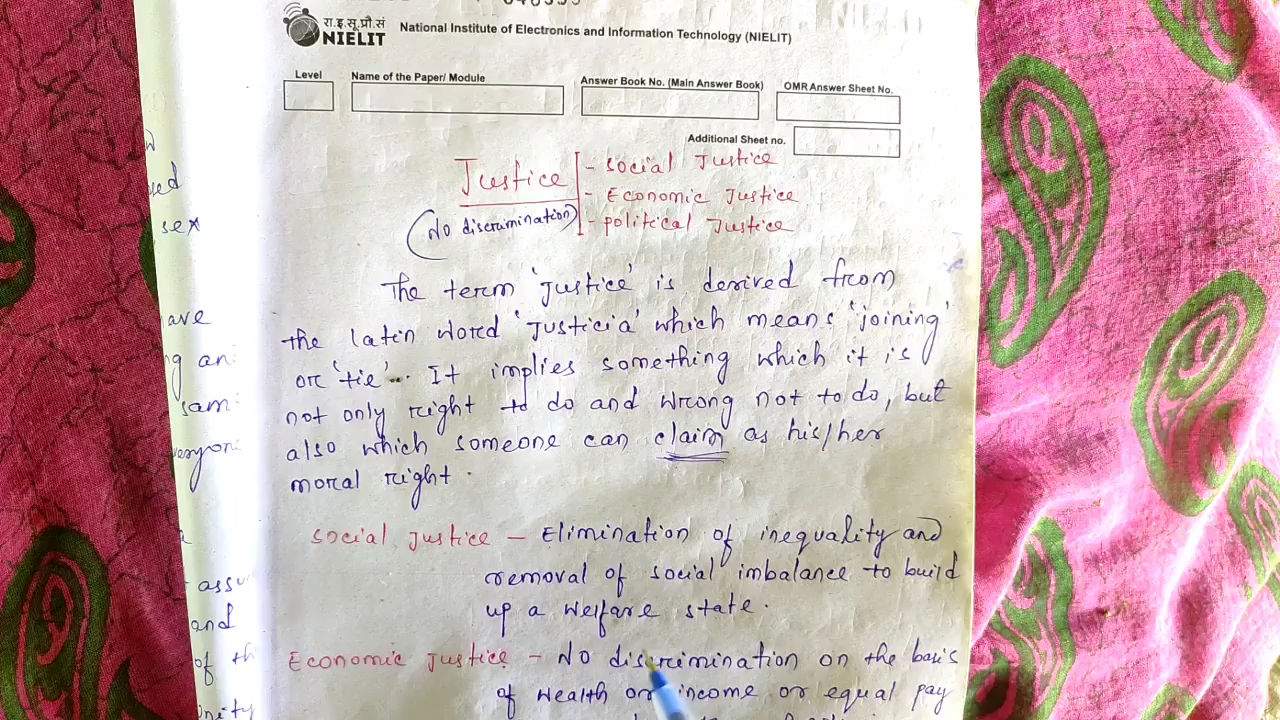 रा.इ.सू.प्रौ.सं
NIELIT
National Institute of Electronics and Information Technology (NIELIT)
Level
Name of the Paper/ Module
Answer Book No. (Main Answer Book)
OMR Answer Sheet No.
Additional Sheet no.
Justice - Social Justice
- Economic Justice
(No discrimination) - political Justice
The term 'Justice' is derived from
the latin word 'Justicia' which means 'joining'
or 'tie'. It implies something which it is
not only right to do and wrong not to do, but
also which someone can claim as his/her
moral right.
Social Justice - Elimination of inequality and
removal of social imbalance to build
up a welfare state.
Economic Justice - No discrimination on the basis
of wealth or income or equal pay
sex
ave
and